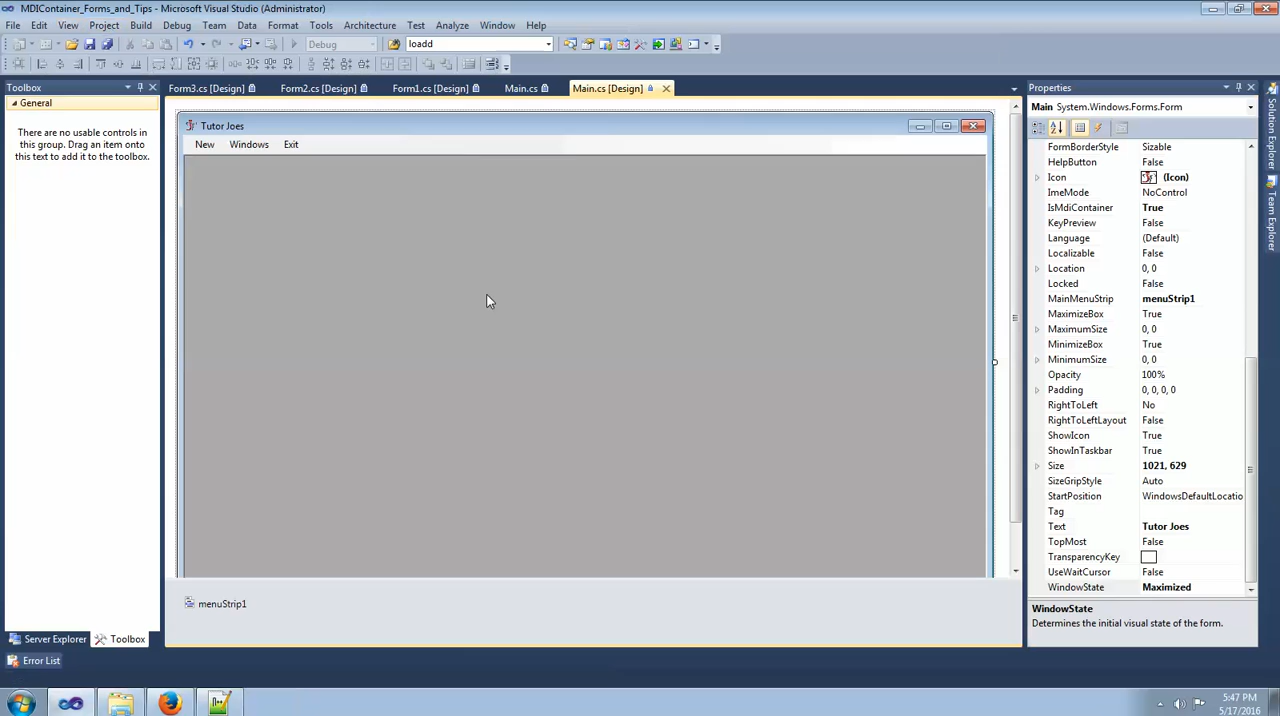 MDIContainer_Forms_and_Tips - Microsoft Visual Studio (Administrator)
File Edit View Project Build Debug Team Data Format Tools Architecture Test Analyze Window Help
Debug loadd
Toolbox
General
There are no usable controls in
this group. Drag an item onto
this text to add it to the toolbox.
Form3.cs [Design] Form2.cs [Design] Form1.cs [Design] Main.cs Main.cs [Design]
Tutor Joes
New Windows Exit
menuStrip1
Properties
Main System.Windows.Forms.Form
FormBorderStyle Sizable
HelpButton False
Icon (Icon)
ImeMode NoControl
IsMdiContainer True
KeyPreview False
Language (Default)
Localizable False
Location 0, 0
Locked False
MainMenuStrip menuStrip1
MaximizeBox True
MaximumSize 0, 0
MinimizeBox True
MinimumSize 0, 0
Opacity 100%
Padding 0, 0, 0, 0
RightToLeft No
RightToLeftLayout False
ShowIcon True
ShowInTaskbar True
Size 1021, 629
SizeGripStyle Auto
StartPosition WindowsDefaultLocatio
Tag
Text Tutor Joes
TopMost False
TransparencyKey
UseWaitCursor False
WindowState Maximized
WindowState
Determines the initial visual state of the form.
Solution Explorer
Team Explorer
Server Explorer Toolbox
Error List
5:47 PM
5/17/2016